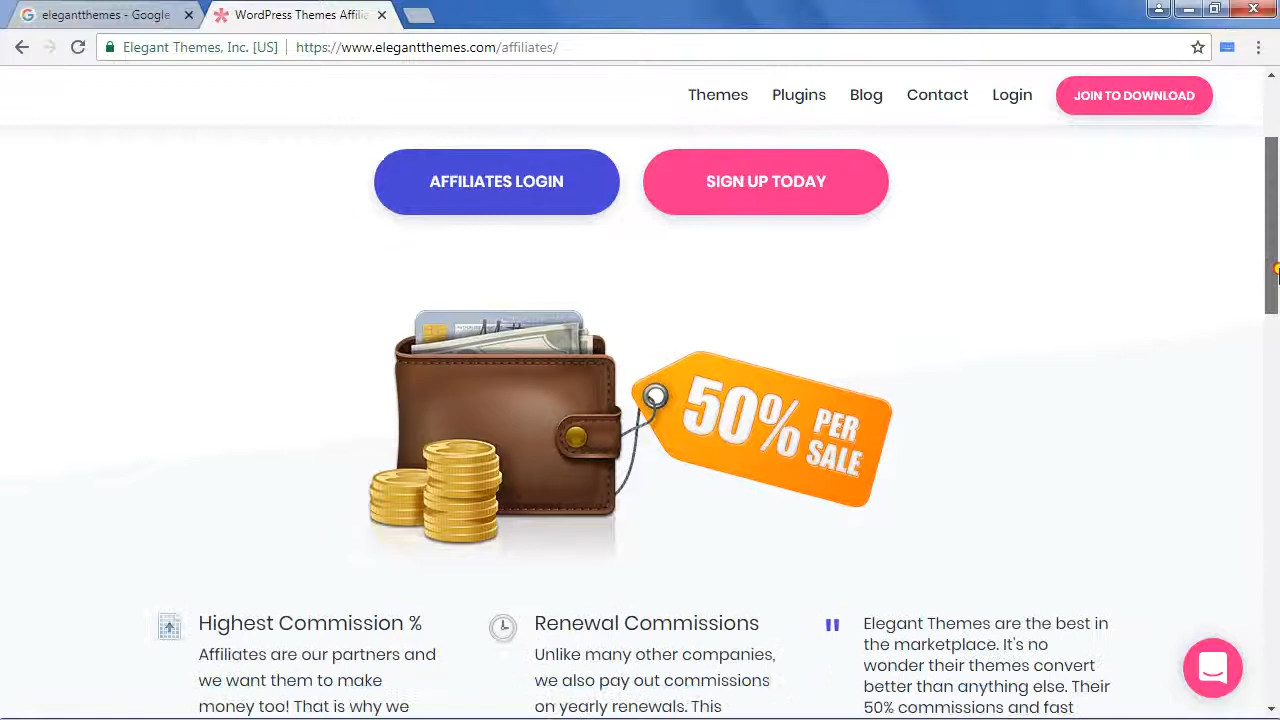 elegantthemes - Google
WordPress Themes Affilia
Elegant Themes, Inc. [US]
https://www.elegantthemes.com/affiliates/
Themes
Plugins
Blog
Contact
Login
JOIN TO DOWNLOAD
AFFILIATES LOGIN
SIGN UP TODAY
50% PER
SALE
Highest Commission %
Affiliates are our partners and
we want them to make
money too! That is why we
Renewal Commissions
Unlike many other companies,
we also pay out commissions
on yearly renewals. This
" Elegant Themes are the best in
the marketplace. It's no
wonder their themes convert
better than anything else. Their
50% commissions and fast